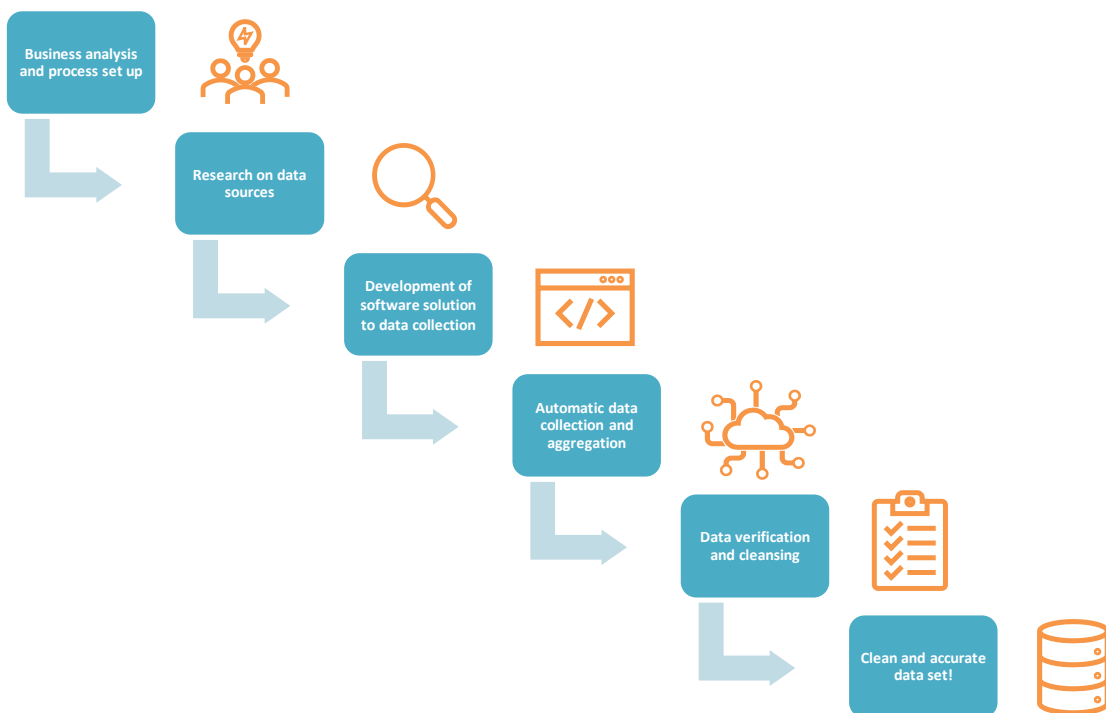 Business analysis
and process set up
Research on data
sources
Development of
software solution
to data collection
Automatic data
collection and
aggregation
Data verification
and cleansing
Clean and accurate
data set!